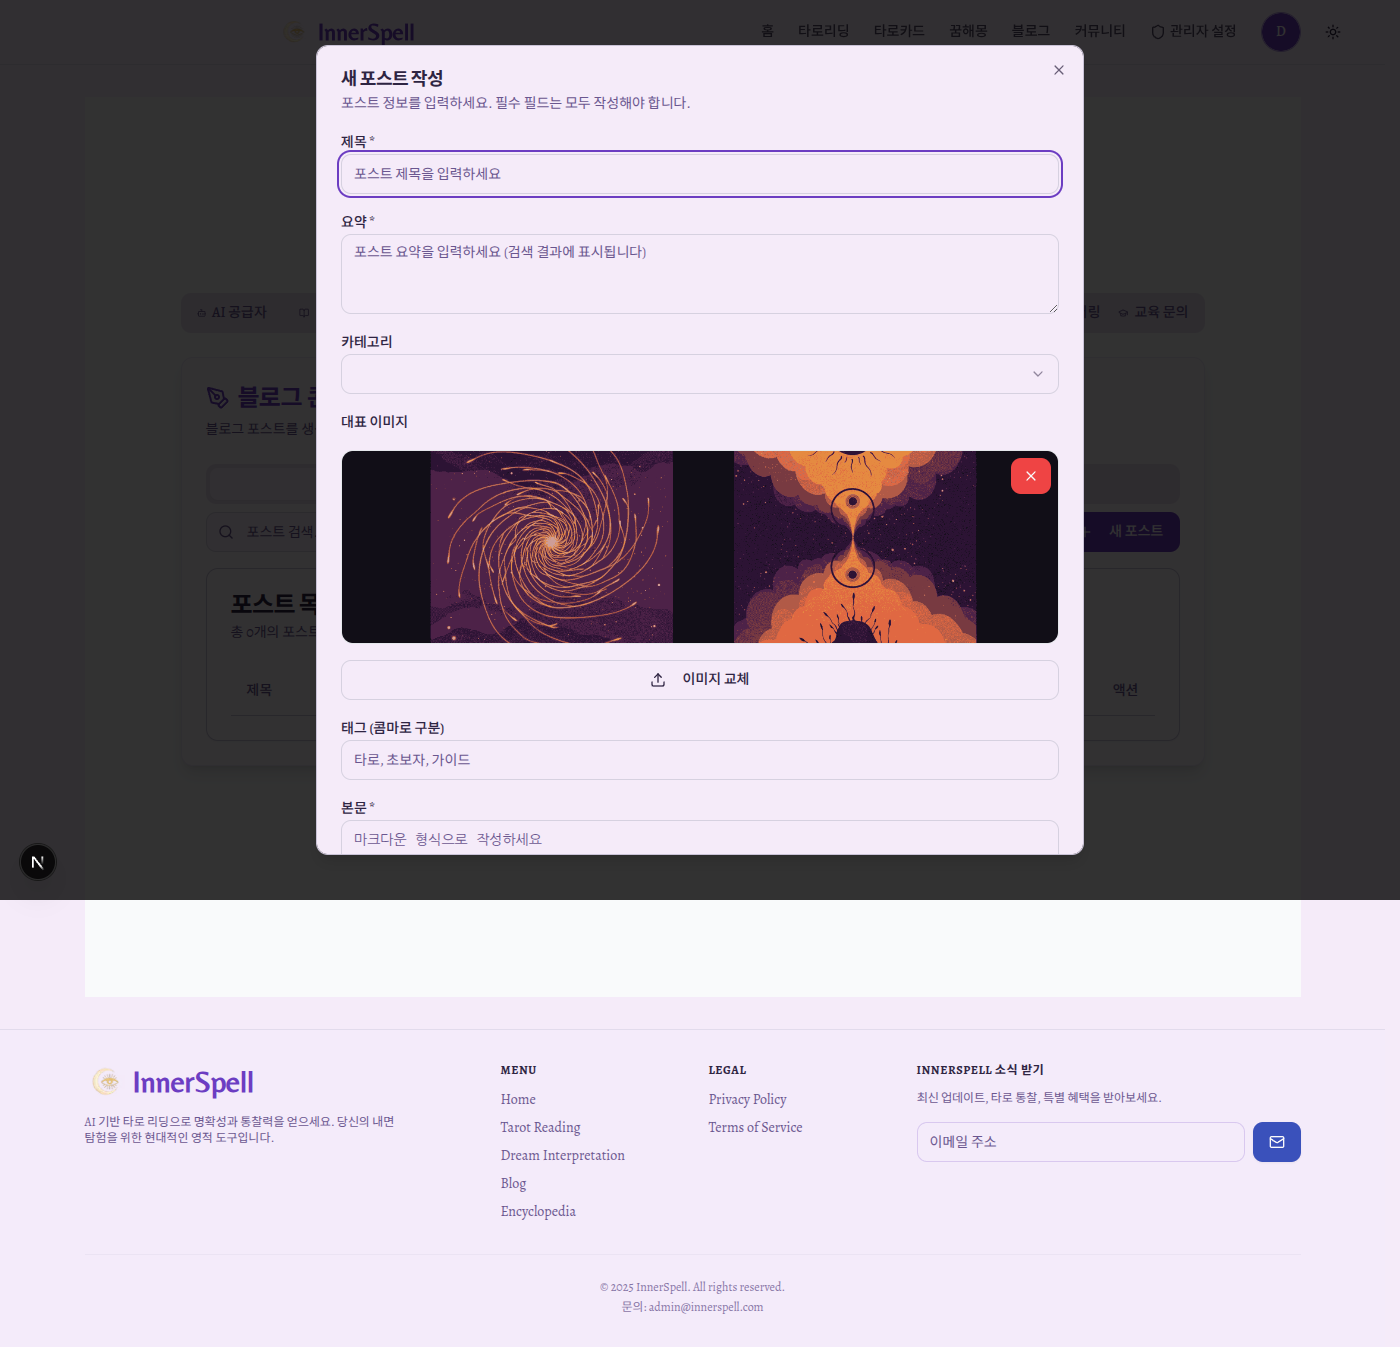 InnerSpell
홈
타로리딩
타로카드
꿈해몽
블로그
커뮤니티
관리자 설정
D
새 포스트 작성
포스트 정보를 입력하세요. 필수 필드는 모두 작성해야 합니다.
제목 *
포스트 제목을 입력하세요
요약 *
포스트 요약을 입력하세요 (검색 결과에 표시됩니다)
AI 공급자
교육 문의
카테고리
블로그
블로그 포스트를
대표 이미지
포스트 검색
새 포스트
포스트
총 0개의 포스트
이미지 교체
제목
액션
태그 (콤마로 구분)
타로, 초보자, 가이드
본문 *
마크다운 형식으로 작성하세요
N
InnerSpell
AI 기반 타로 리딩으로 명확성과 통찰력을 얻으세요. 당신의 내면
탐험을 위한 현대적인 영적 도구입니다.
MENU
Home
Tarot Reading
Dream Interpretation
Blog
Encyclopedia
LEGAL
Privacy Policy
Terms of Service
INNERSPELL 소식 받기
최신 업데이트, 타로 통찰, 특별 혜택을 받아보세요.
이메일 주소
© 2025 InnerSpell. All rights reserved.
문의: admin@innerspell.com